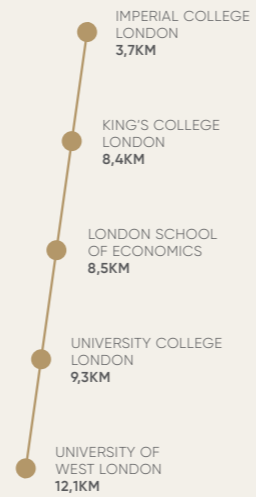 IMPERIAL COLLEGE
LONDON
3,7KM
KING'S COLLEGE
LONDON
8,4KM
LONDON SCHOOL
OF ECONOMICS
8,5KM
UNIVERSITY COLLEGE
LONDON
9,3KM
UNIVERSITY OF
WEST LONDON
12,1KM